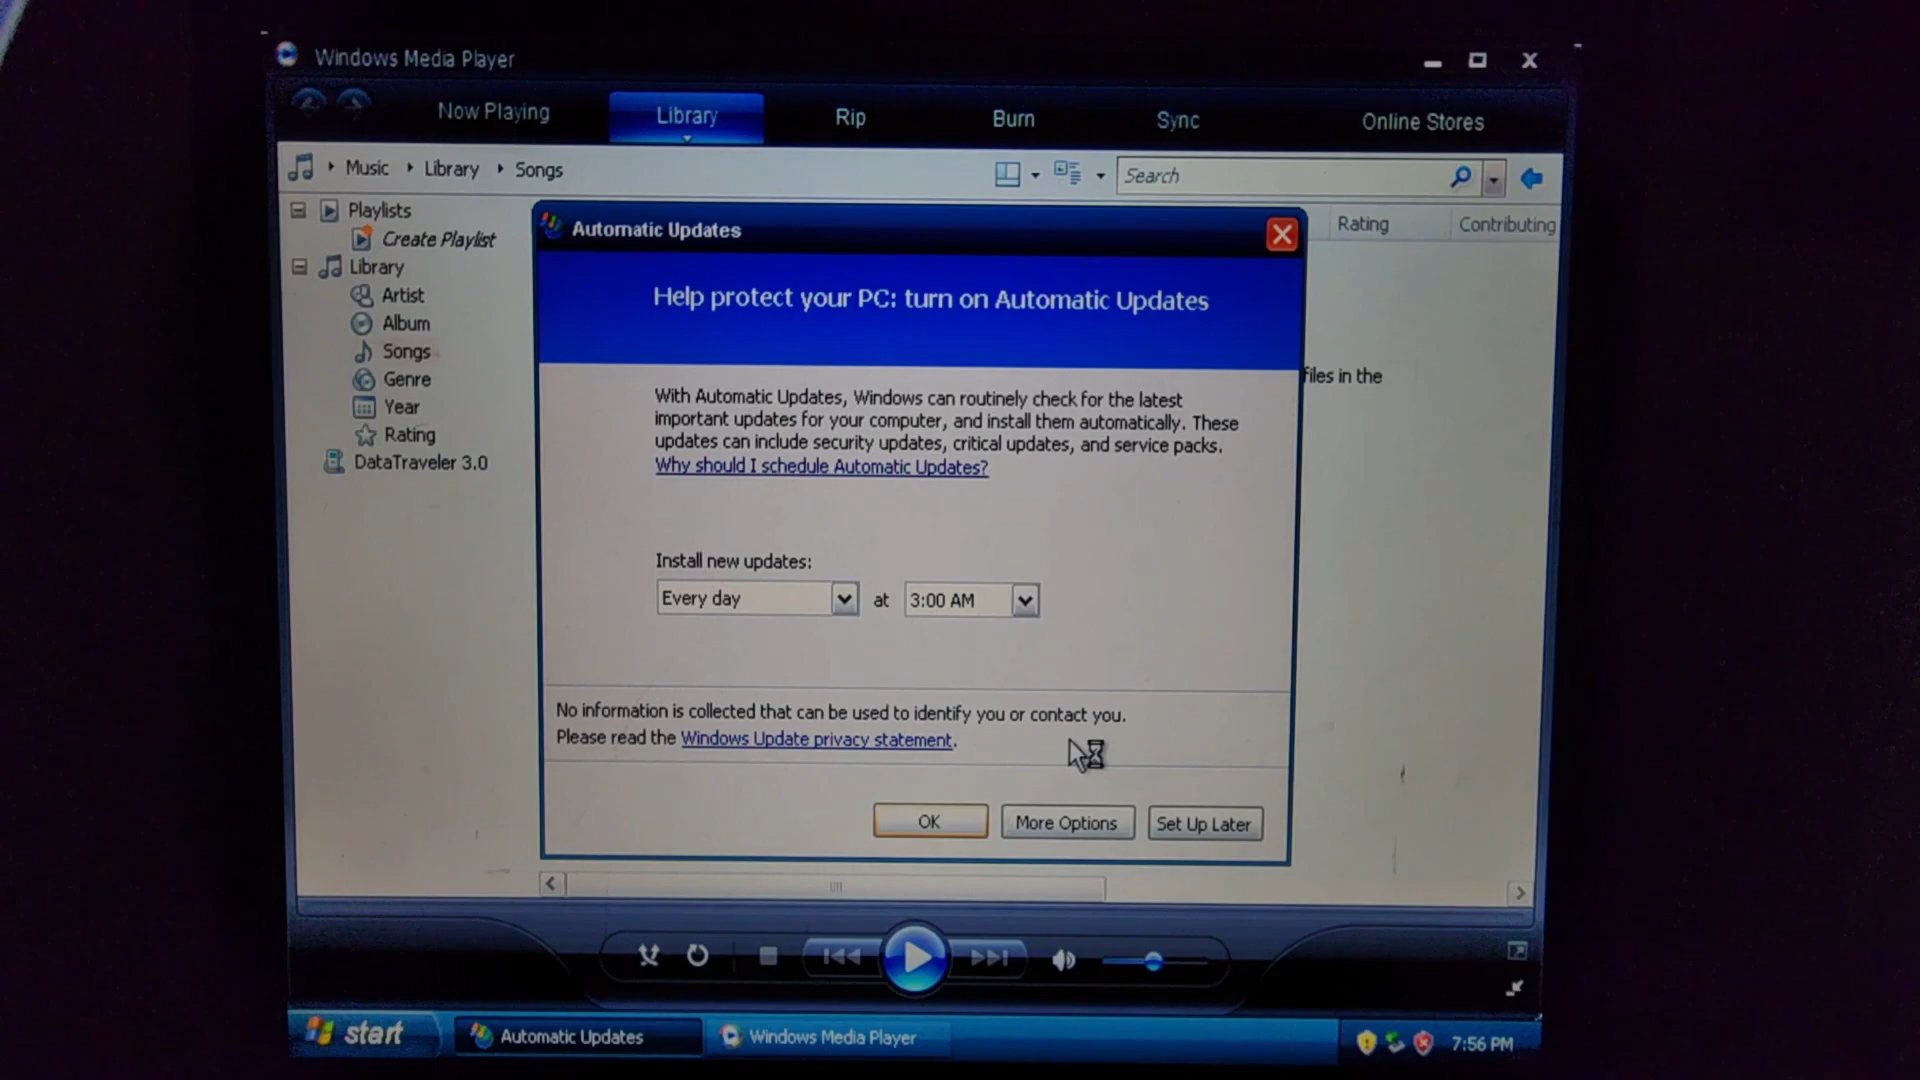 Windows Media Player
Now Playing
Library
Rip
Burn
Sync
Online Stores
Music
Library
Songs
Search
Playlists
Create Playlist
Library
Artist
Album
Songs
Genre
Year
Rating
DataTraveler 3.0
Rating
Contributing
files in the
Automatic Updates
Help protect your PC: turn on Automatic Updates
With Automatic Updates, Windows can routinely check for the latest
important updates for your computer, and install them automatically. These
updates can include security updates, critical updates, and service packs.
Why should I schedule Automatic Updates?
Install new updates:
Every day at 3:00 AM
No information is collected that can be used to identify you or contact you.
Please read the Windows Update privacy statement.
OK
More Options
Set Up Later
start
Automatic Updates
Windows Media Player
7:56 PM